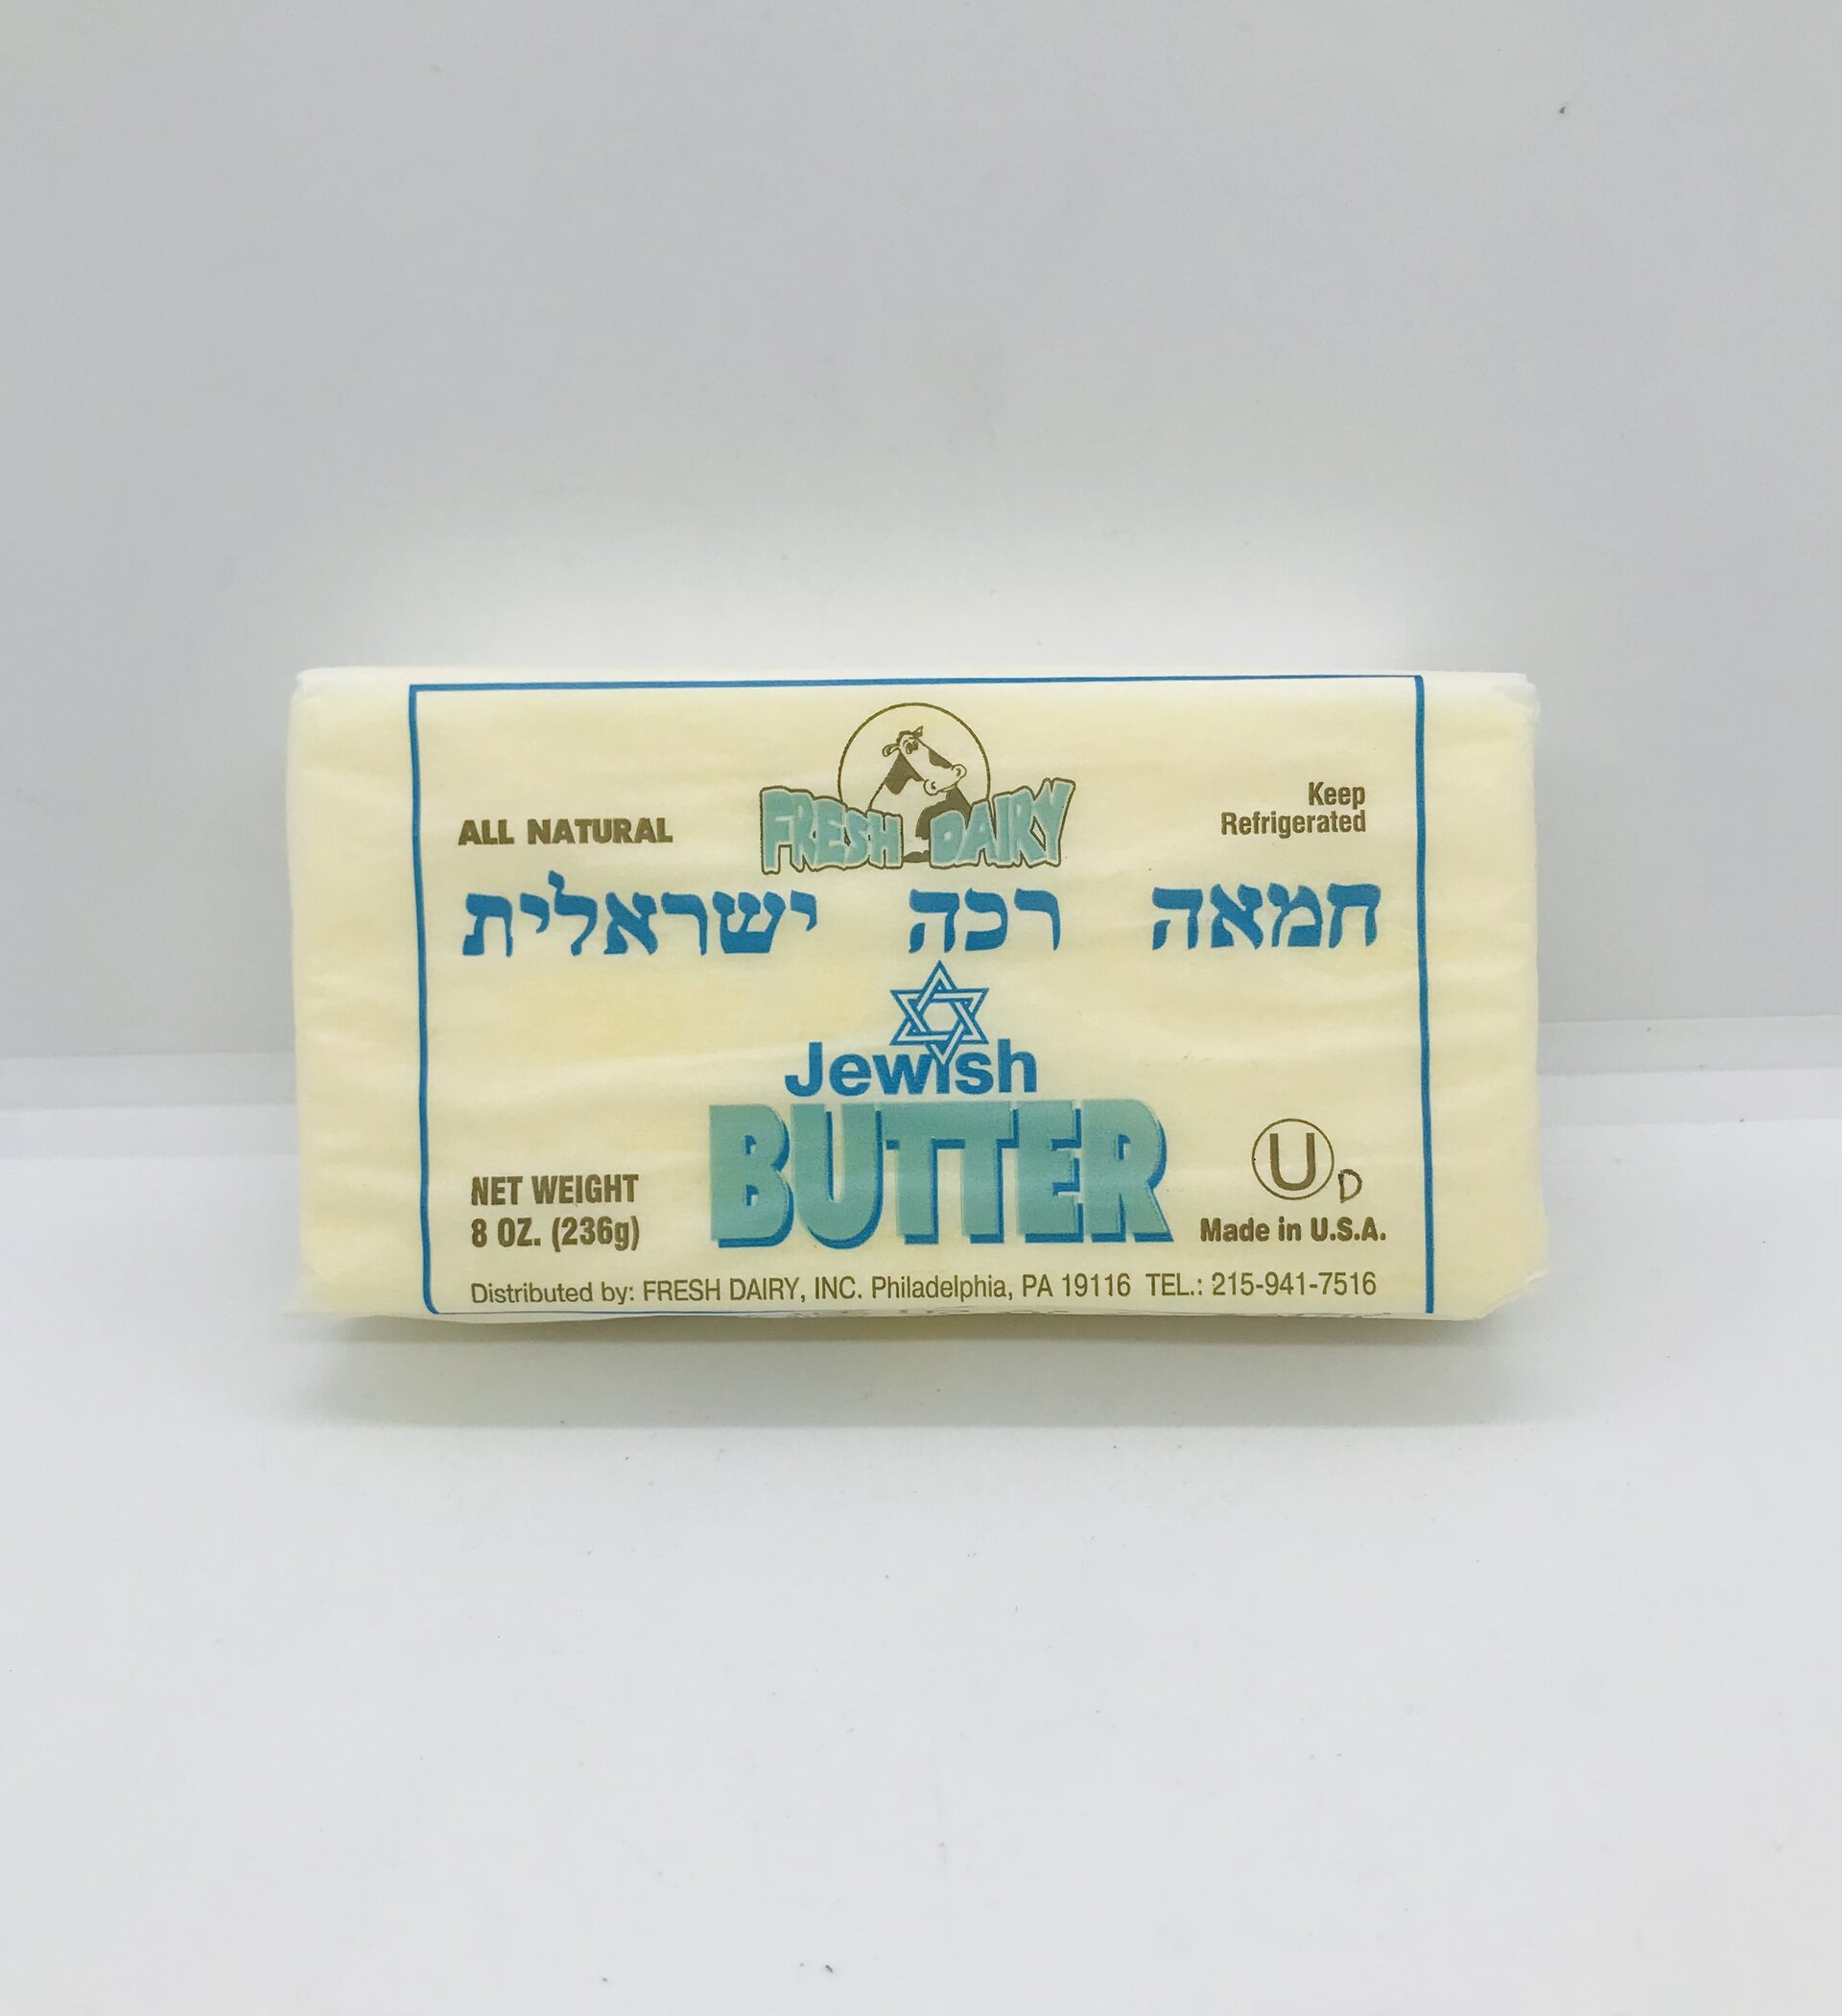 FRESH DAIRY
ALL NATURAL
Keep
Refrigerated
חמאה רכה ישראלית
Jewish
BUTTER
NET WEIGHT
8 OZ. (236g)
U D
Made in U.S.A.
Distributed by: FRESH DAIRY, INC. Philadelphia, PA 19116 TEL.: 215-941-7516